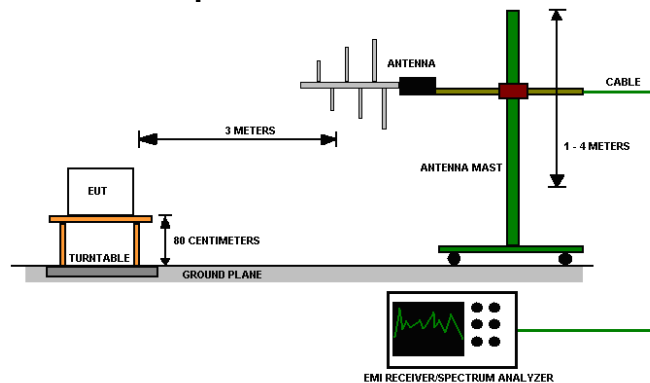 ANTENNA
CABLE
3 METERS
1 - 4 METERS
ANTENNA MAST
EUT
80 CENTIMETERS
TURNTABLE
GROUND PLANE
EMI RECEIVER/SPECTRUM ANALYZER